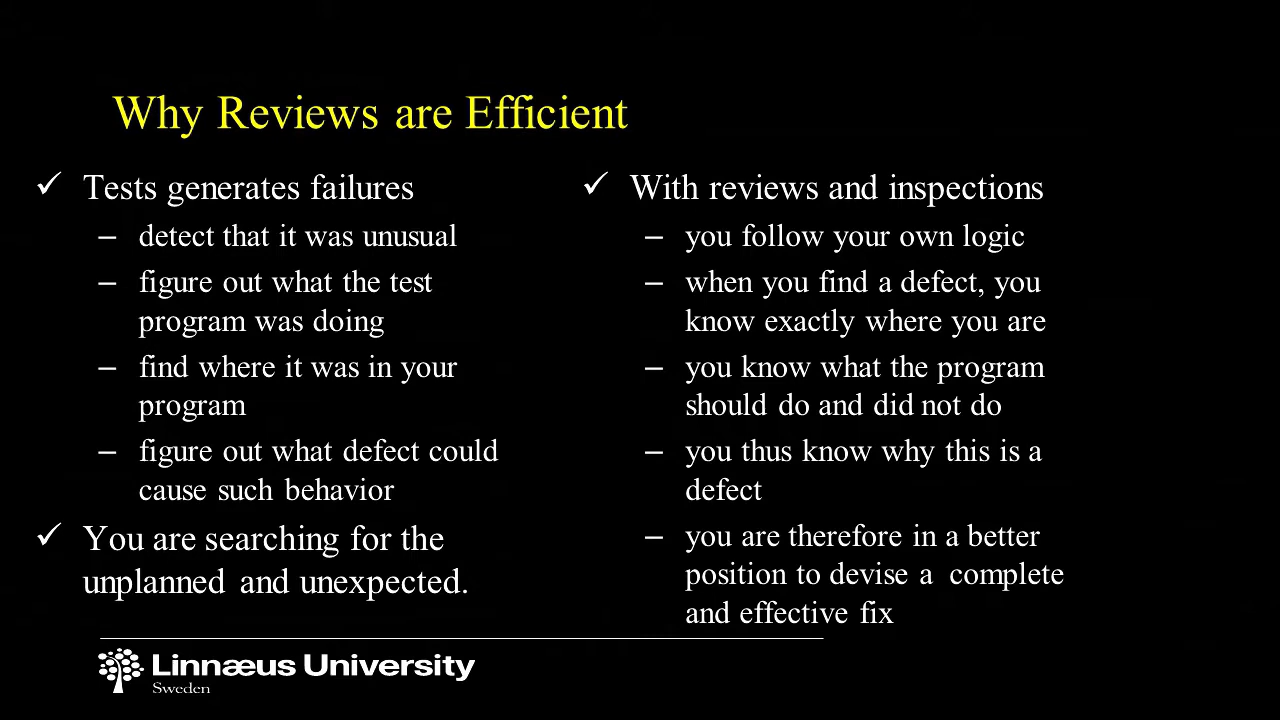 Why Reviews are Efficient
✓ Tests generates failures
– detect that it was unusual
– figure out what the test
program was doing
– find where it was in your
program
– figure out what defect could
cause such behavior
✓ You are searching for the
unplanned and unexpected.
✓ With reviews and inspections
– you follow your own logic
– when you find a defect, you
know exactly where you are
– you know what the program
should do and did not do
– you thus know why this is a
defect
– you are therefore in a better
position to devise a complete
and effective fix
Linnæus University
Sweden